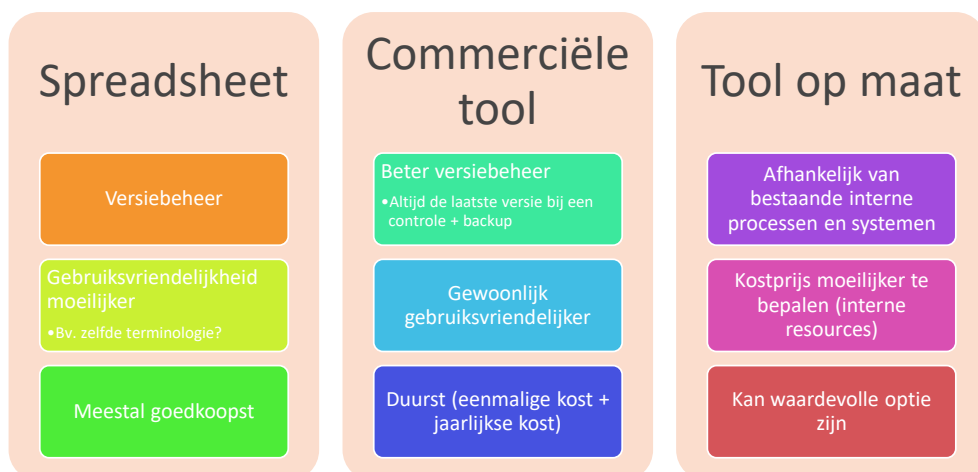 Spreadsheet
Versiebeheer
Gebruiksvriendelijkheid
moeilijker
•Bv. zelfde terminologie?
Meestal goedkoopst
Commerciële
tool
Beter versiebeheer
•Altijd de laatste versie bij een
controle + backup
Gewoonlijk
gebruiksvriendelijker
Duurst (eenmalige kost +
jaarlijkse kost)
Tool op maat
Afhankelijk van
bestaande interne
processen en systemen
Kostprijs moeilijker te
bepalen (interne
resources)
Kan waardevolle optie
zijn